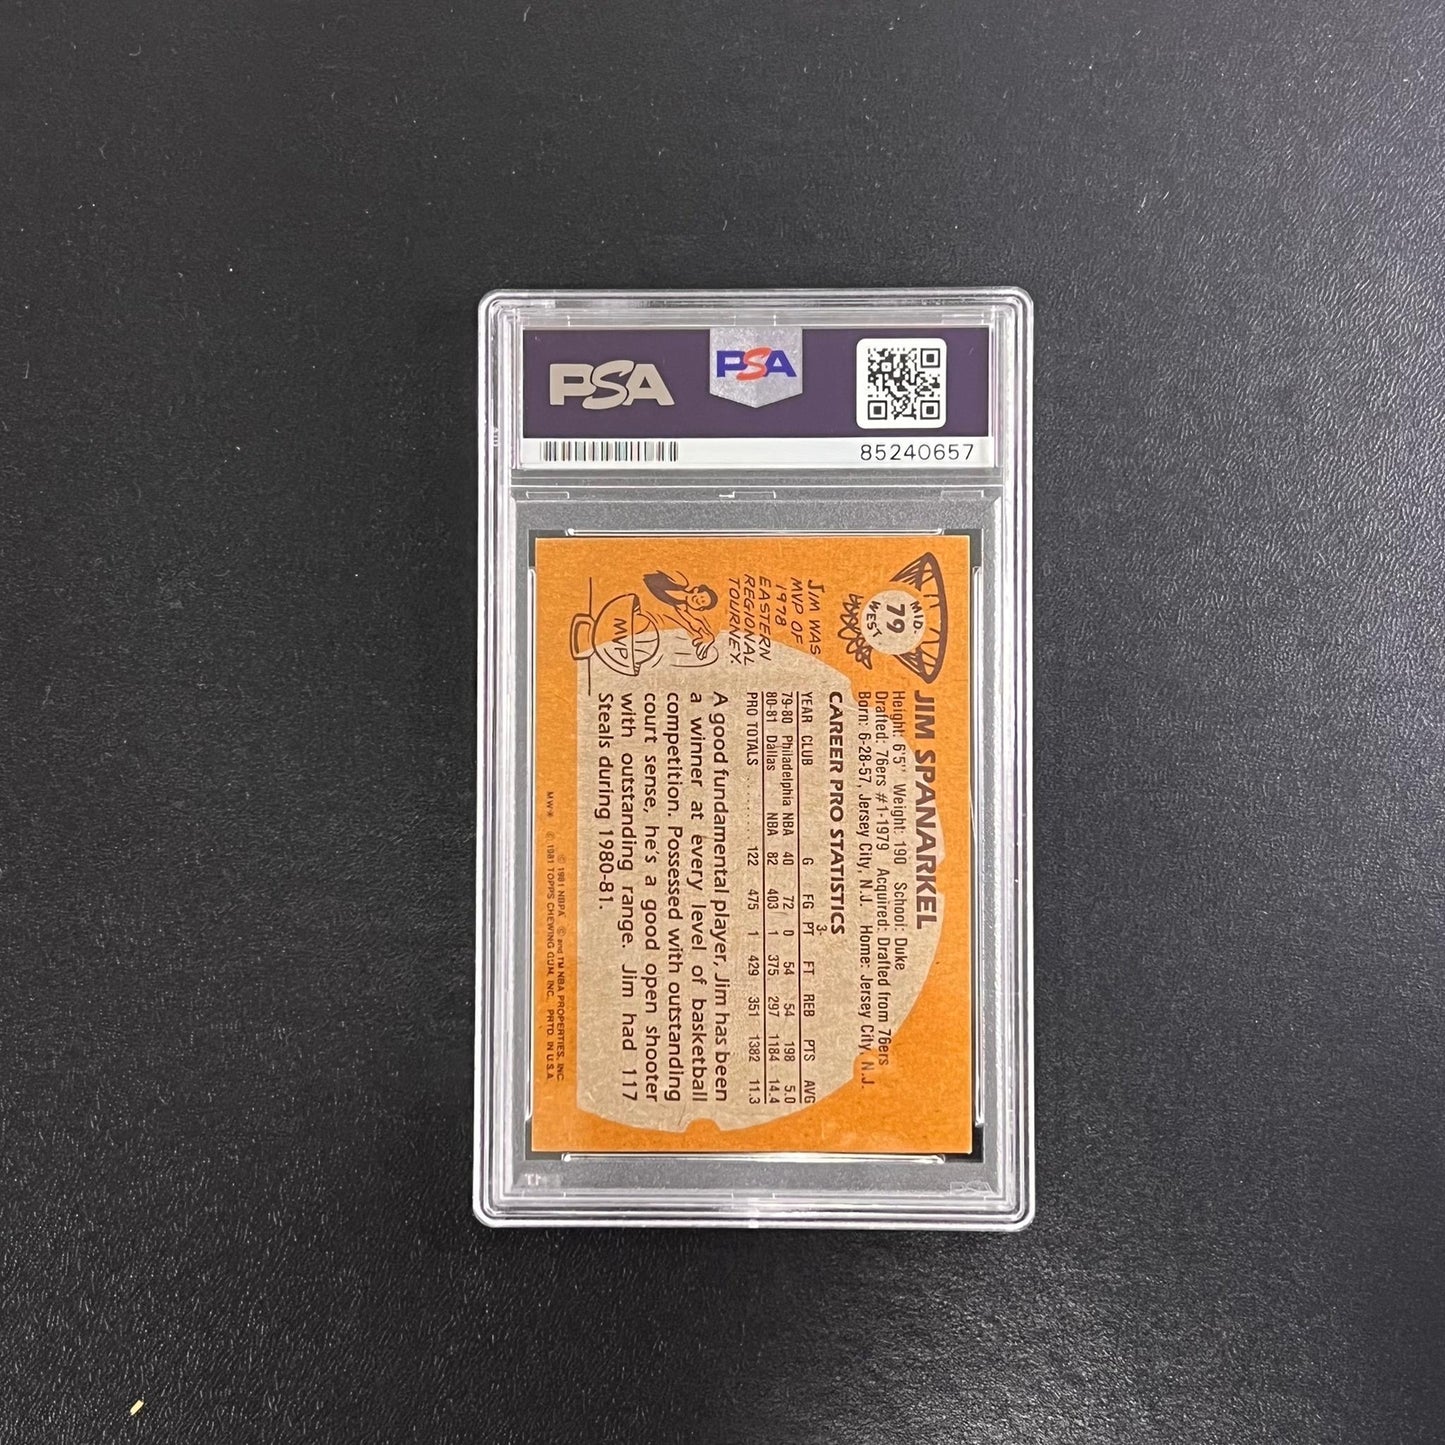 PSA
PSA
85240657
MID.
79
WEST
JIM SPANARKEL
Height: 6'5" Weight: 190 School: Duke
Drafted: 76ers #1-1979 Acquired: Drafted from 76ers
Born: 6-28-57, Jersey City, N.J. Home: Jersey City, N.J.
JIM WAS
MVP OF
1978
EASTERN
REGIONAL
TOURNEY.
MVP
CAREER PRO STATISTICS
YEAR CLUB G FG 3-PT FT REB PTS AVG
79-80 Philadelphia NBA 40 72 0 54 54 198 5.0
80-81 Dallas NBA 82 403 1 375 297 1184 14.4
PRO TOTALS ........ 122 475 1 429 351 1382 11.3
A good fundamental player, Jim has been
a winner at every level of basketball
competition. Possessed with outstanding
court sense, he's a good open shooter
with outstanding range. Jim had 117
Steals during 1980-81.
© 1981 NBPA © and TM NBA PROPERTIES, INC.
MW* © 1981 TOPPS CHEWING GUM, INC. PRTD. IN U.S.A.
PSA